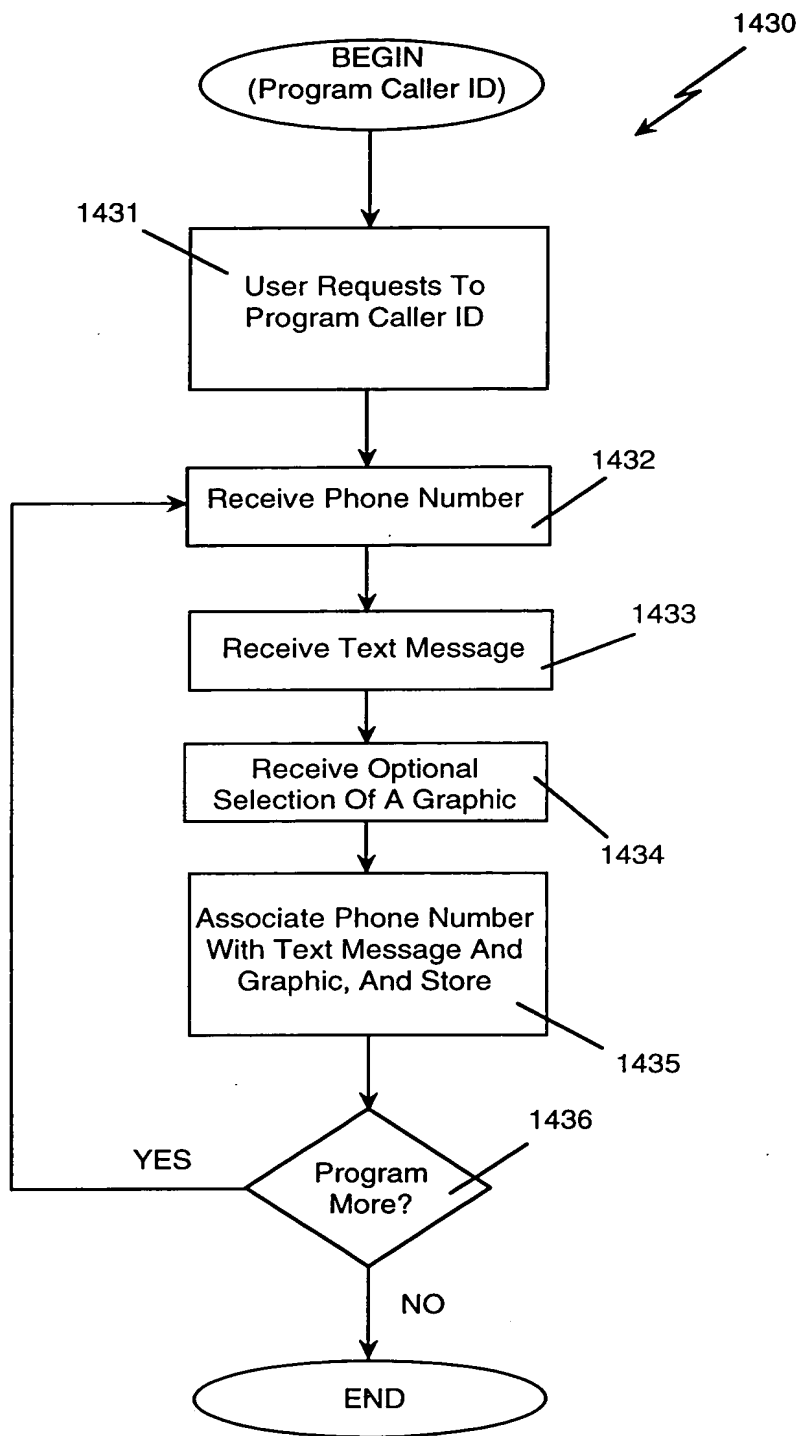 1430
BEGIN
(Program Caller ID)
1431
User Requests To
Program Caller ID
1432
Receive Phone Number
1433
Receive Text Message
Receive Optional
Selection Of A Graphic
1434
Associate Phone Number
With Text Message And
Graphic, And Store
1435
1436
YES
Program
More?
NO
END